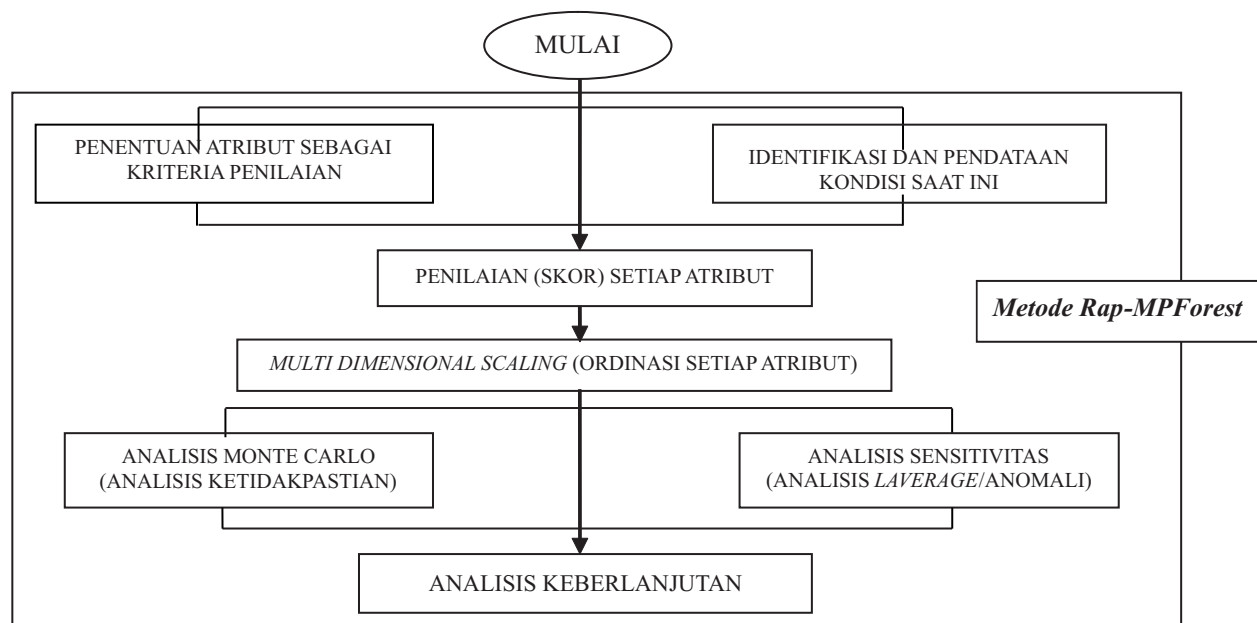 MULAI
PENENTUAN ATRIBUT SEBAGAI
KRITERIA PENILAIAN
IDENTIFIKASI DAN PENDATAAN
KONDISI SAAT INI
PENILAIAN (SKOR) SETIAP ATRIBUT
Metode Rap-MPForest
MULTI DIMENSIONAL SCALING (ORDINASI SETIAP ATRIBUT)
ANALISIS MONTE CARLO
(ANALISIS KETIDAKPASTIAN)
ANALISIS SENSITIVITAS
(ANALISIS LAVERAGE/ANOMALI)
ANALISIS KEBERLANJUTAN